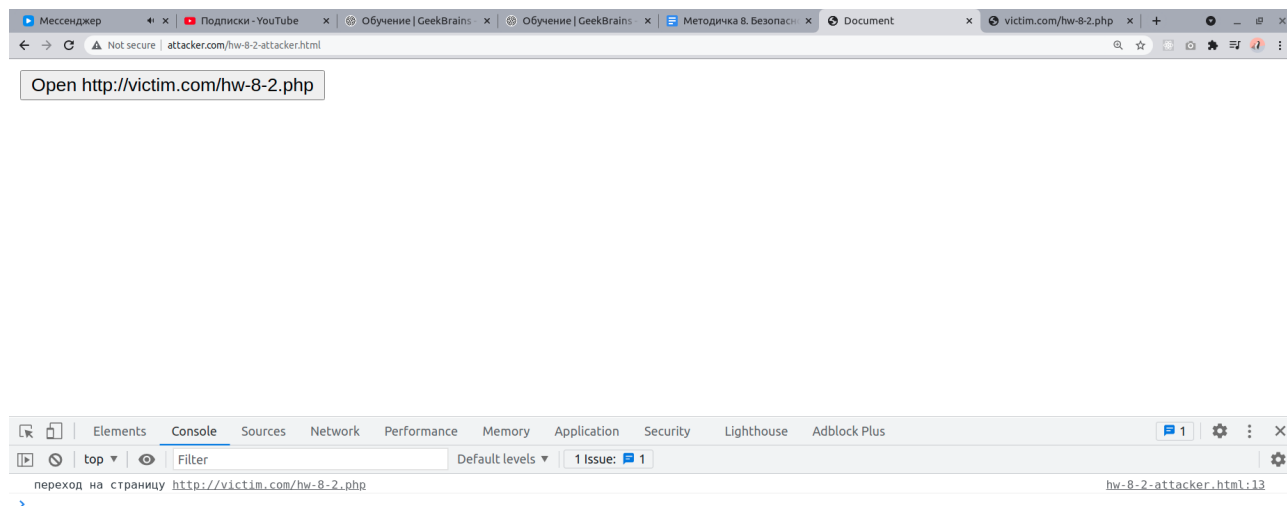 Мессенджер Подписки - YouTube Обучение | GeekBrains - Обучение | GeekBrains - Методичка 8. Безопасн Document victim.com/hw-8-2.php
Not secure attacker.com/hw-8-2-attacker.html
Open http://victim.com/hw-8-2.php
Elements Console Sources Network Performance Memory Application Security Lighthouse Adblock Plus 1
top Filter Default levels 1 Issue: 1
переход на страницу http://victim.com/hw-8-2.php hw-8-2-attacker.html:13